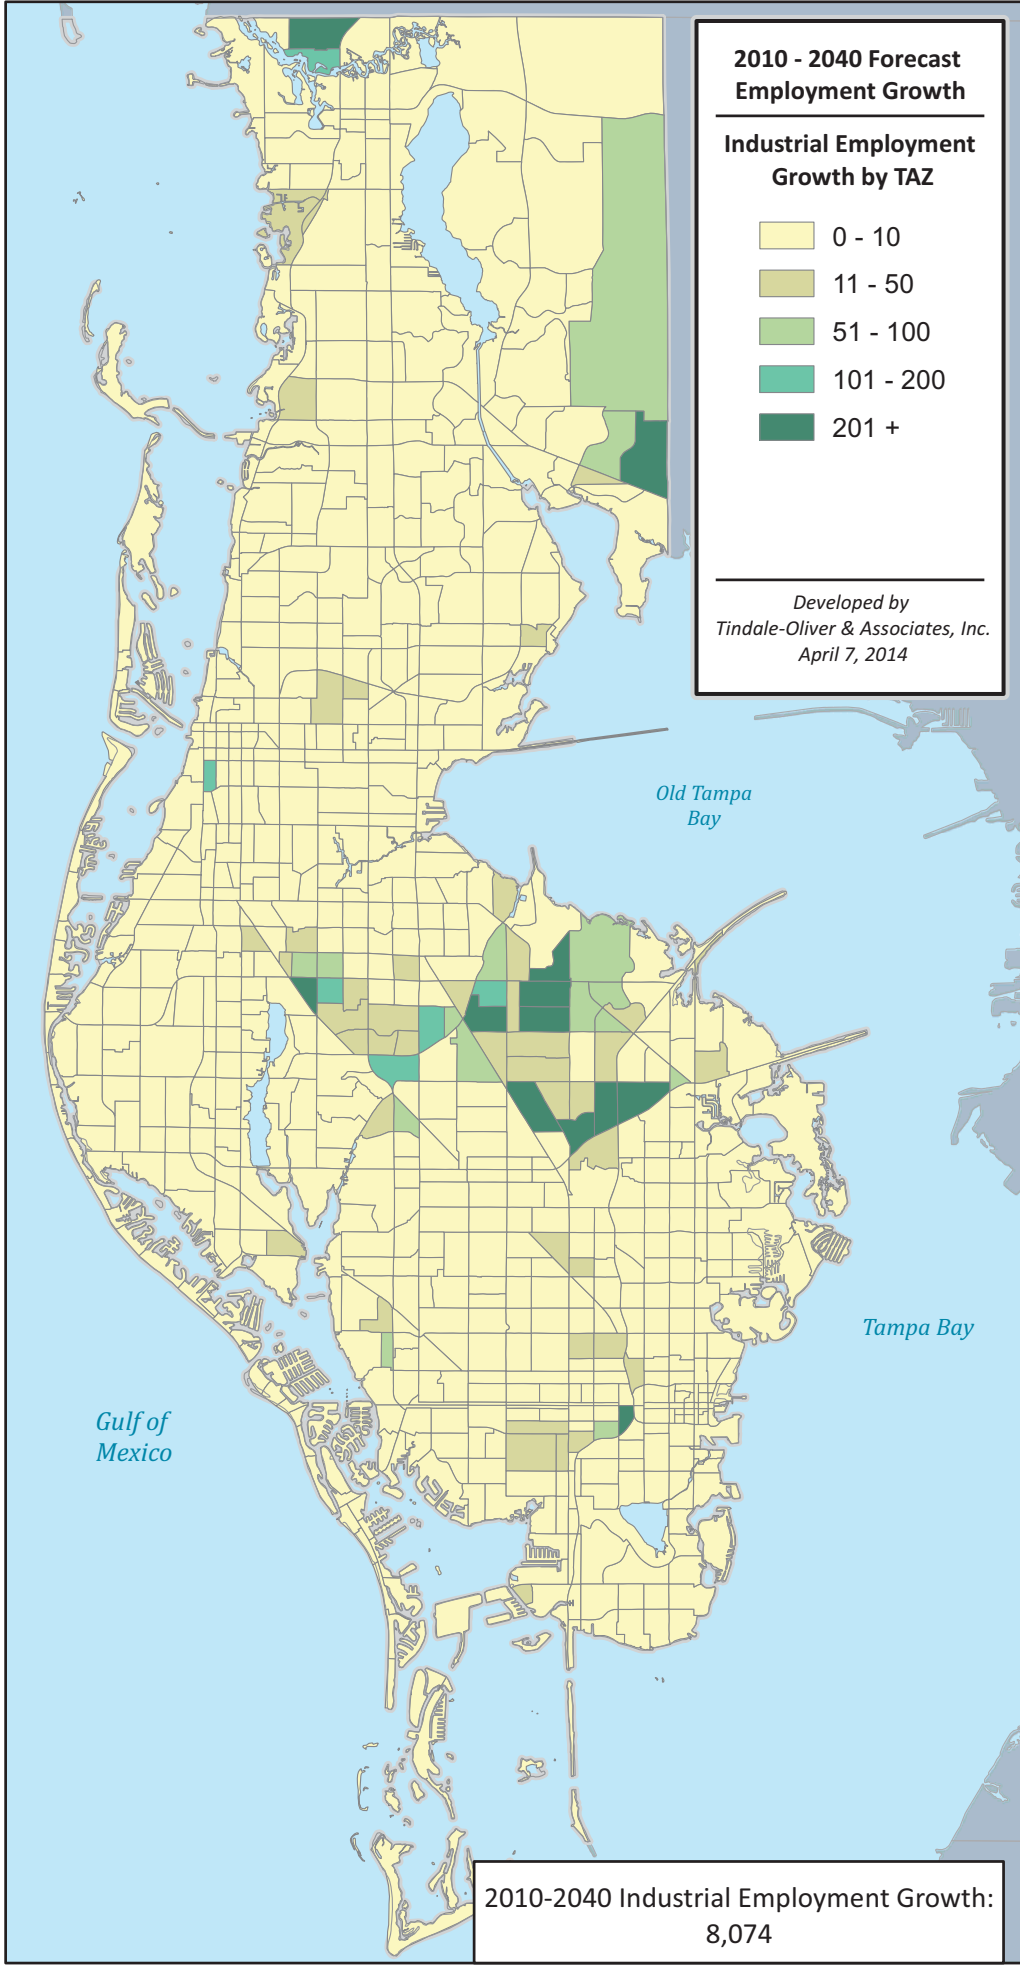 2010 - 2040 Forecast
Employment Growth
Industrial Employment
Growth by TAZ
0 - 10
11 - 50
51 - 100
101 - 200
201 +
Developed by
Tindale-Oliver & Associates, Inc.
April 7, 2014
Old Tampa
Bay
Tampa Bay
Gulf of
Mexico
2010-2040 Industrial Employment Growth:
8,074